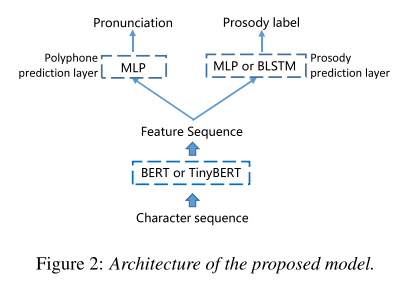 Pronunciation
Prosody label
Polyphone
prediction layer
MLP
MLP or BLSTM
Prosody
prediction layer
Feature Sequence
BERT or TinyBERT
Character sequence
Figure 2: Architecture of the proposed model.